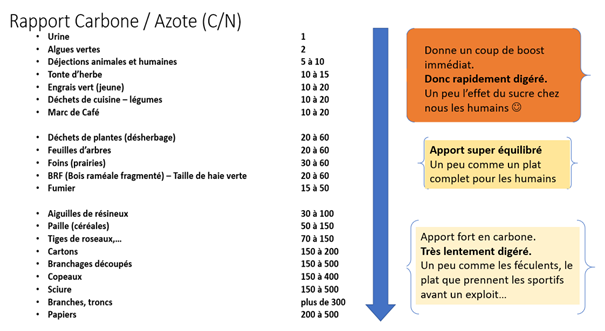 Rapport Carbone / Azote (C/N)
• Urine 1
• Algues vertes 2
• Déjections animales et humaines 5 à 10
• Tonte d'herbe 10 à 15
• Engrais vert (jeune) 10 à 20
• Déchets de cuisine – légumes 10 à 20
• Marc de Café 10 à 20
• Déchets de plantes (désherbage) 20 à 60
• Feuilles d'arbres 20 à 60
• Foins (prairies) 30 à 60
• BRF (Bois raméale fragmenté) – Taille de haie verte 20 à 60
• Fumier 15 à 50
• Aiguilles de résineux 30 à 100
• Paille (céréales) 50 à 150
• Tiges de roseaux,... 70 à 150
• Cartons 150 à 200
• Branchages découpés 150 à 500
• Copeaux 150 à 400
• Sciure 150 à 500
• Branches, troncs plus de 300
• Papiers 200 à 500
Donne un coup de boost
immédiat.
Donc rapidement digéré.
Un peu l'effet du sucre chez
nous les humains ☺
Apport super équilibré
Un peu comme un plat
complet pour les humains
Apport fort en carbone.
Très lentement digéré.
Un peu comme les féculents, le
plat que prennent les sportifs
avant un exploit...